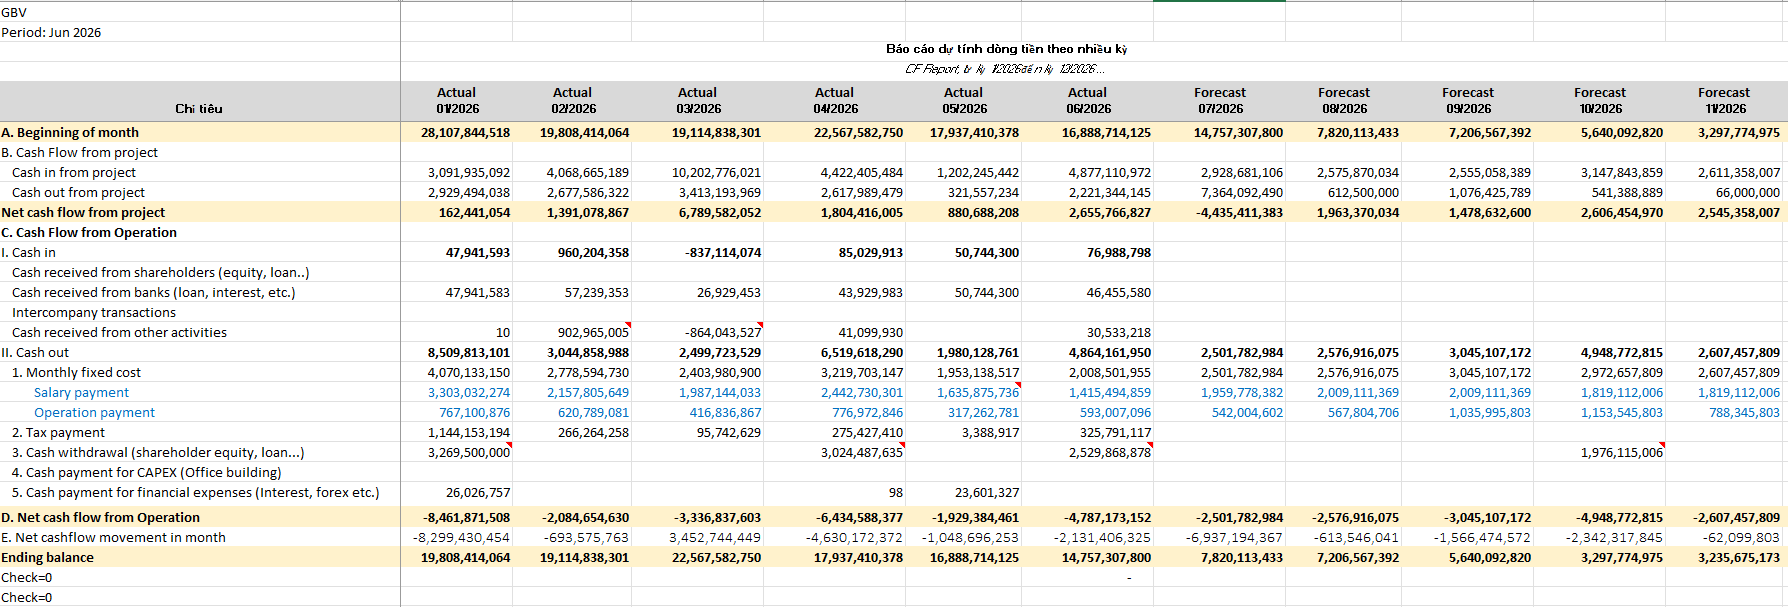 GBV
Period: Jun 2026
Báo cáo dự tính dòng tiền theo nhiều kỳ
CF Report, từ kỳ 1/2026 đến kỳ 12/2026 ...
Chỉ tiêu Actual 01/2026 Actual 02/2026 Actual 03/2026 Actual 04/2026 Actual 05/2026 Actual 06/2026 Forecast 07/2026 Forecast 08/2026 Forecast 09/2026 Forecast 10/2026 Forecast 11/2026
A. Beginning of month 28,107,844,518 19,808,414,064 19,114,838,301 22,567,582,750 17,937,410,378 16,888,714,125 14,757,307,800 7,820,113,433 7,206,567,392 5,640,092,820 3,297,774,975
B. Cash Flow from project
Cash in from project 3,091,935,092 4,068,665,189 10,202,776,021 4,422,405,484 1,202,245,442 4,877,110,972 2,928,681,106 2,575,870,034 2,555,058,389 3,147,843,859 2,611,358,007
Cash out from project 2,929,494,038 2,677,586,322 3,413,193,969 2,617,989,479 321,557,234 2,221,344,145 7,364,092,490 612,500,000 1,076,425,789 541,388,889 66,000,000
Net cash flow from project 162,441,054 1,391,078,867 6,789,582,052 1,804,416,005 880,688,208 2,655,766,827 -4,435,411,383 1,963,370,034 1,478,632,600 2,606,454,970 2,545,358,007
C. Cash Flow from Operation
I. Cash in 47,941,593 960,204,358 -837,114,074 85,029,913 50,744,300 76,988,798
Cash received from shareholders (equity, loan..)
Cash received from banks (loan, interest, etc.) 47,941,583 57,239,353 26,929,453 43,929,983 50,744,300 46,455,580
Intercompany transactions
Cash received from other activities 10 902,965,005 -864,043,527 41,099,930 30,533,218
II. Cash out 8,509,813,101 3,044,858,988 2,499,723,529 6,519,618,290 1,980,128,761 4,864,161,950 2,501,782,984 2,576,916,075 3,045,107,172 4,948,772,815 2,607,457,809
1. Monthly fixed cost 4,070,133,150 2,778,594,730 2,403,980,900 3,219,703,147 1,953,138,517 2,008,501,955 2,501,782,984 2,576,916,075 3,045,107,172 2,972,657,809 2,607,457,809
Salary payment 3,303,032,274 2,157,805,649 1,987,144,033 2,442,730,301 1,635,875,736 1,415,494,859 1,959,778,382 2,009,111,369 2,009,111,369 1,819,112,006 1,819,112,006
Operation payment 767,100,876 620,789,081 416,836,867 776,972,846 317,262,781 593,007,096 542,004,602 567,804,706 1,035,995,803 1,153,545,803 788,345,803
2. Tax payment 1,144,153,194 266,264,258 95,742,629 275,427,410 3,388,917 325,791,117
3. Cash withdrawal (shareholder equity, loan...) 3,269,500,000 3,024,487,635 2,529,868,878 1,976,115,006
4. Cash payment for CAPEX (Office building)
5. Cash payment for financial expenses (Interest, forex etc.) 26,026,757 98 23,601,327
D. Net cash flow from Operation -8,461,871,508 -2,084,654,630 -3,336,837,603 -6,434,588,377 -1,929,384,461 -4,787,173,152 -2,501,782,984 -2,576,916,075 -3,045,107,172 -4,948,772,815 -2,607,457,809
E. Net cashflow movement in month -8,299,430,454 -693,575,763 3,452,744,449 -4,630,172,372 -1,048,696,253 -2,131,406,325 -6,937,194,367 -613,546,041 -1,566,474,572 -2,342,317,845 -62,099,803
Ending balance 19,808,414,064 19,114,838,301 22,567,582,750 17,937,410,378 16,888,714,125 14,757,307,800 7,820,113,433 7,206,567,392 5,640,092,820 3,297,774,975 3,235,675,173
Check=0 -
Check=0